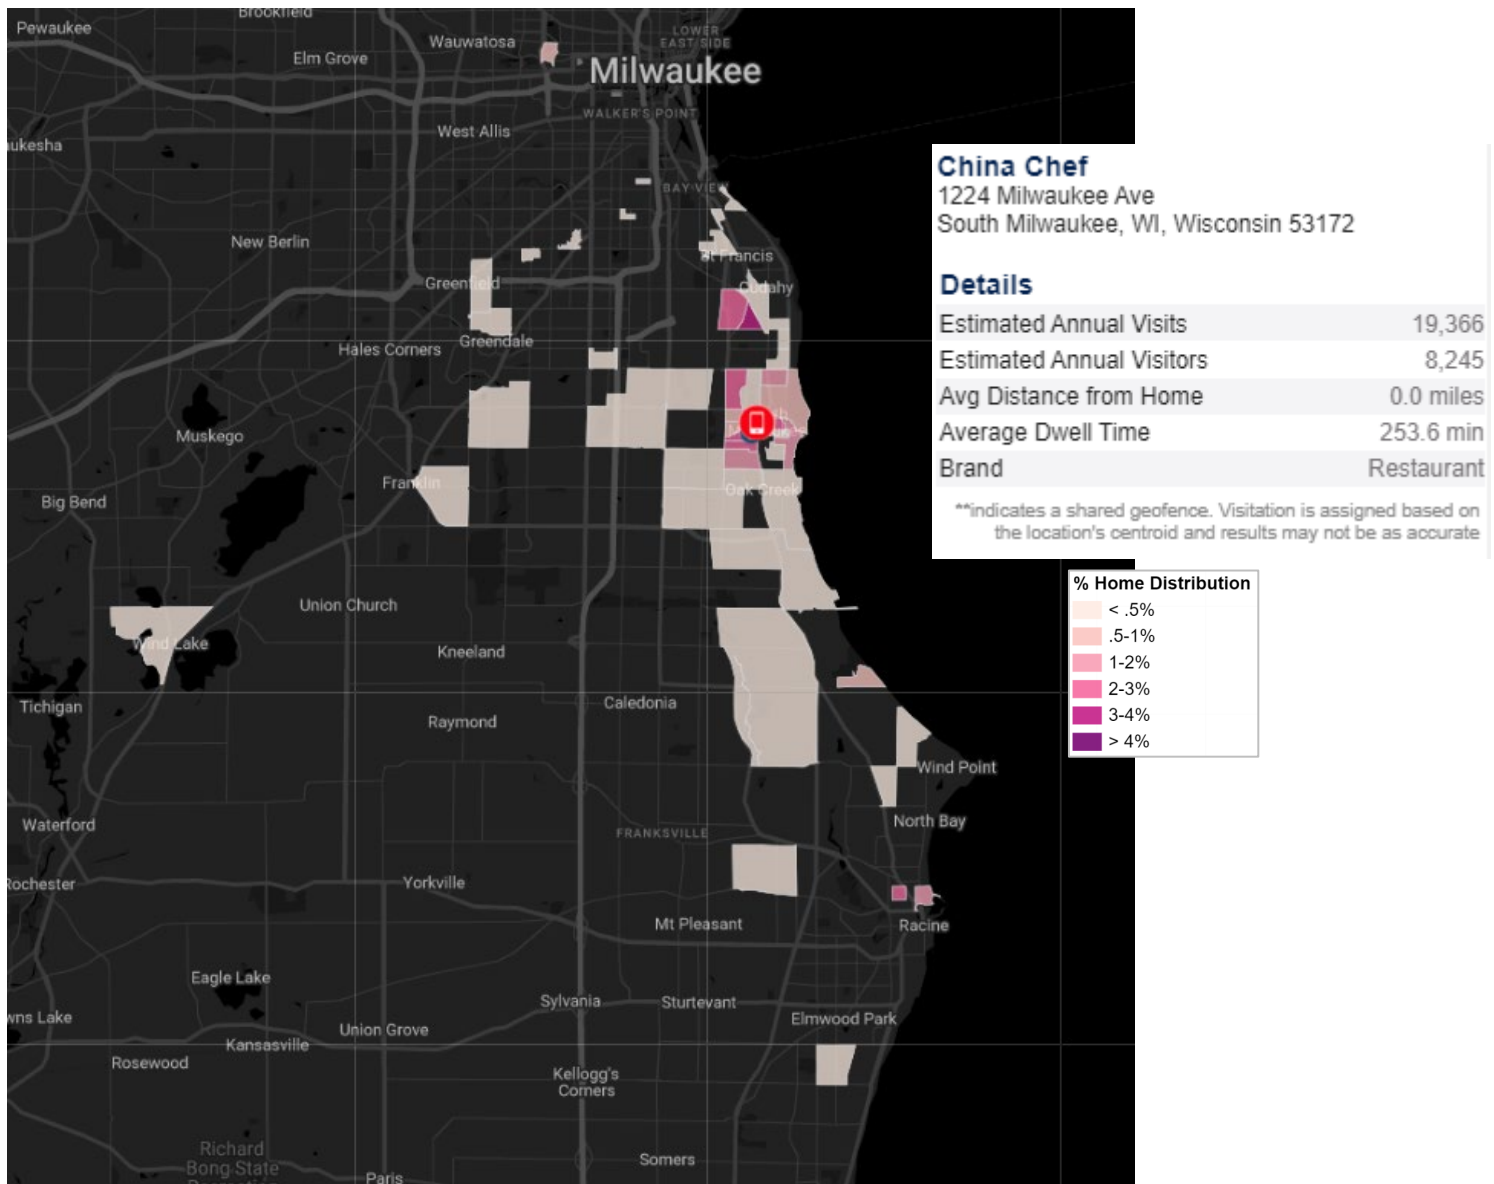 Brookfield
Pewaukee
LOWER
EAST SIDE
Wauwatosa
Elm Grove
Milwaukee
WALKER'S POINT
West Allis
aukesha
BAY VIEW
New Berlin
St Francis
Greenfield
Cudahy
Greendale
Hales Corners
Muskego
Franklin
Oak Creek
Big Bend
Union Church
Wind Lake
Kneeland
Caledonia
Tichigan
Raymond
Wind Point
North Bay
Waterford
FRANKSVILLE
Rochester
Yorkville
Mt Pleasant
Racine
Eagle Lake
Sylvania
Sturtevant
wns Lake
Union Grove
Elmwood Park
Kansasville
Rosewood
Kellogg's
Corners
Richard
Bong State
Somers
Paris
China Chef
1224 Milwaukee Ave
South Milwaukee, WI, Wisconsin 53172
Details
Estimated Annual Visits 19,366
Estimated Annual Visitors 8,245
Avg Distance from Home 0.0 miles
Average Dwell Time 253.6 min
Brand Restaurant
**indicates a shared geofence. Visitation is assigned based on
the location's centroid and results may not be as accurate
% Home Distribution
< .5%
.5-1%
1-2%
2-3%
3-4%
> 4%